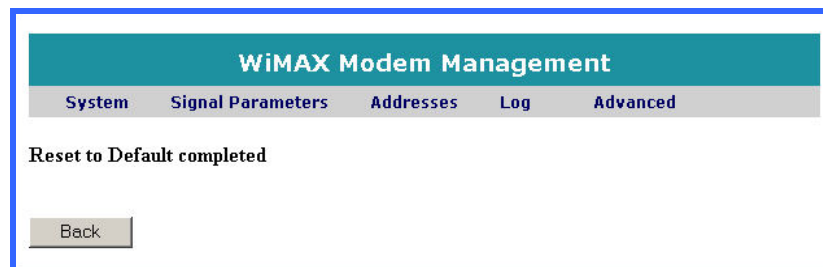 WiMAX Modem Management
System Signal Parameters Addresses Log Advanced
Reset to Default completed
Back